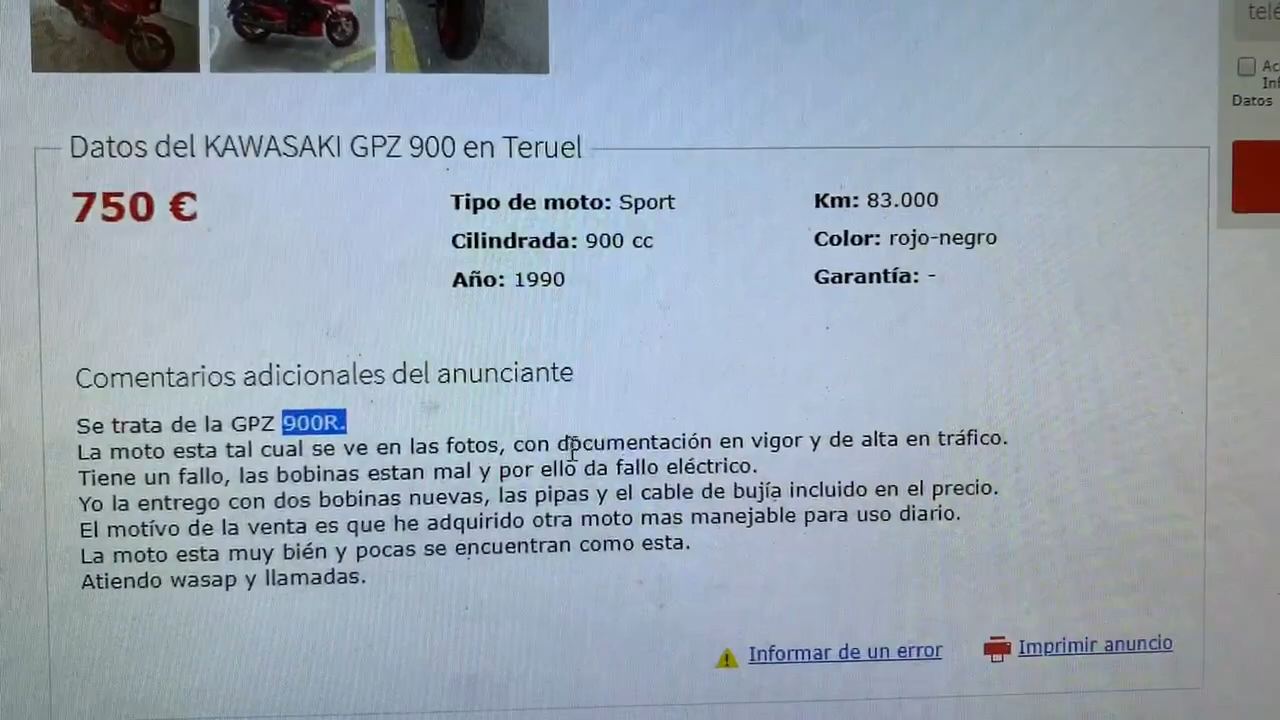 Datos del KAWASAKI GPZ 900 en Teruel
750 €
Tipo de moto: Sport
Cilindrada: 900 cc
Año: 1990
Km: 83.000
Color: rojo-negro
Garantía: -
Comentarios adicionales del anunciante
Se trata de la GPZ 900R.
La moto esta tal cual se ve en las fotos, con documentación en vigor y de alta en tráfico.
Tiene un fallo, las bobinas estan mal y por ello da fallo eléctrico.
Yo la entrego con dos bobinas nuevas, las pipas y el cable de bujía incluido en el precio.
El motívo de la venta es que he adquirido otra moto mas manejable para uso diario.
La moto esta muy bién y pocas se encuentran como esta.
Atiendo wasap y llamadas.
Informar de un error
Imprimir anuncio
Datos